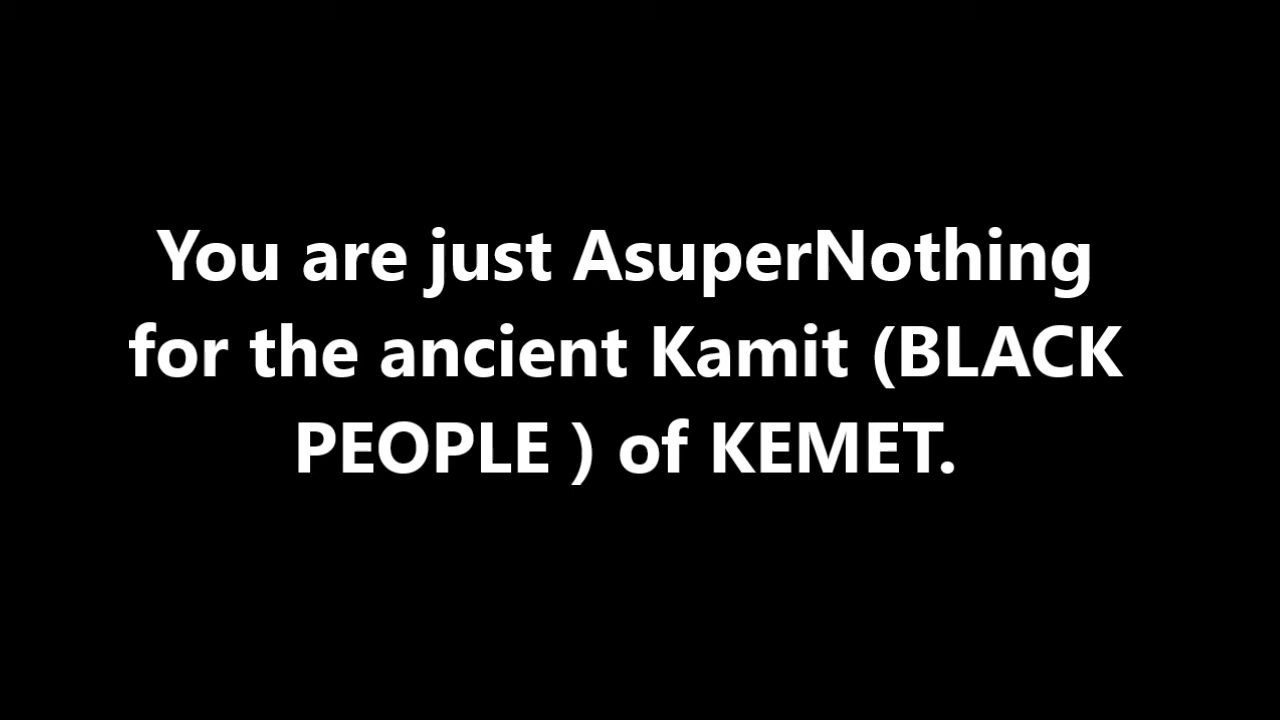 You are just AsuperNothing
for the ancient Kamit (BLACK
PEOPLE ) of KEMET.